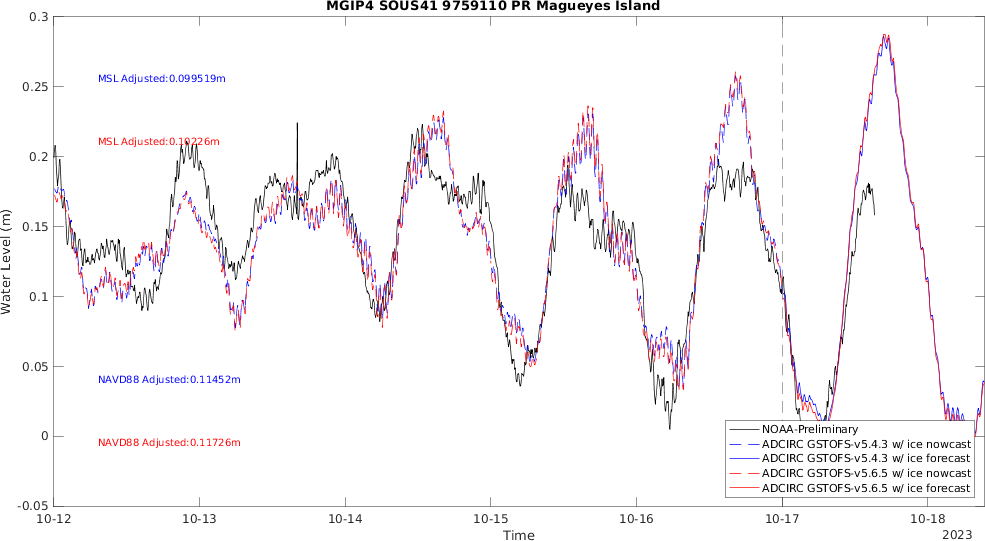 MGIP4 SOUS41 9759110 PR Magueyes Island
0.3
0.25
0.2
0.15
0.1
0.05
0
-0.05
Water Level (m)
MSL Adjusted:0.099519m
MSL Adjusted:0.10226m
NAVD88 Adjusted:0.11452m
NAVD88 Adjusted:0.11726m
NOAA-Preliminary
ADCIRC GSTOFS-v5.4.3 w/ ice nowcast
ADCIRC GSTOFS-v5.4.3 w/ ice forecast
ADCIRC GSTOFS-v5.6.5 w/ ice nowcast
ADCIRC GSTOFS-v5.6.5 w/ ice forecast
10-12 10-13 10-14 10-15 10-16 10-17 10-18
Time
2023